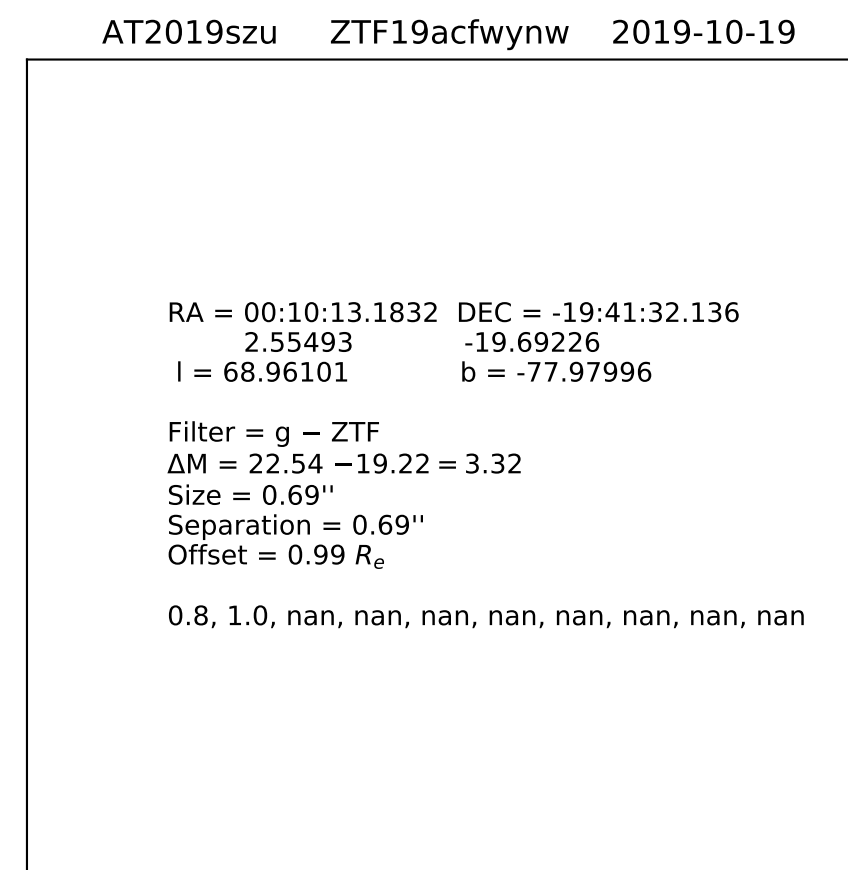 AT2019szu ZTF19acfwynw 2019-10-19
RA = 00:10:13.1832 DEC = -19:41:32.136
2.55493 -19.69226
l = 68.96101 b = -77.97996
Filter = g − ZTF
ΔM = 22.54 −19.22 = 3.32
Size = 0.69''
Separation = 0.69''
Offset = 0.99 Re
0.8, 1.0, nan, nan, nan, nan, nan, nan, nan, nan